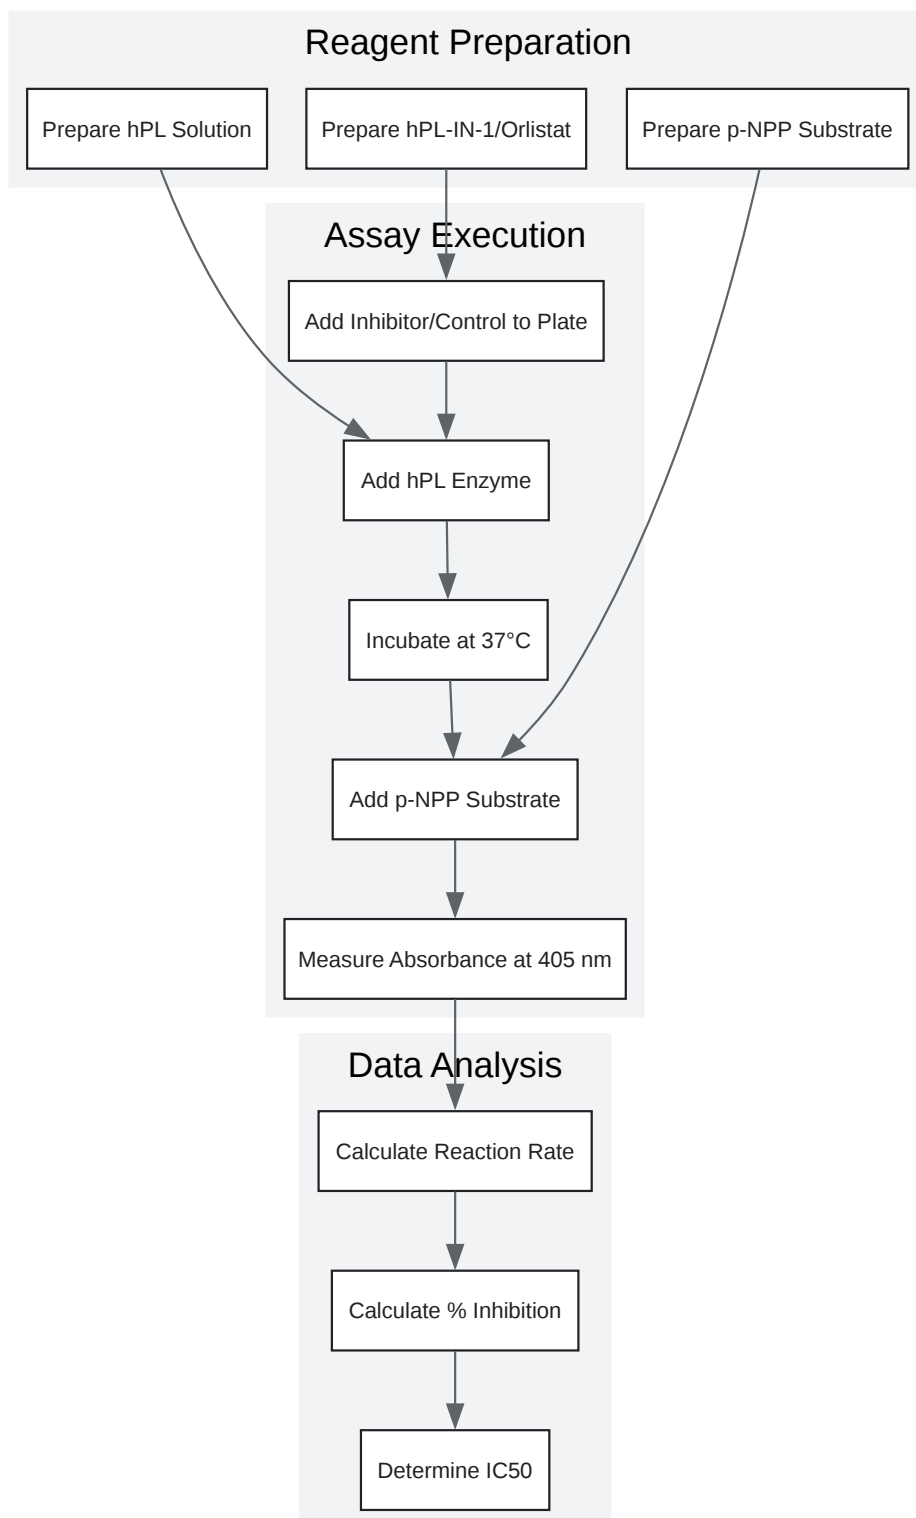 Reagent Preparation
Prepare hPL Solution
Prepare hPL-IN-1/Orlistat
Prepare p-NPP Substrate
Assay Execution
Add Inhibitor/Control to Plate
Add hPL Enzyme
Incubate at 37°C
Add p-NPP Substrate
Measure Absorbance at 405 nm
Data Analysis
Calculate Reaction Rate
Calculate % Inhibition
Determine IC50